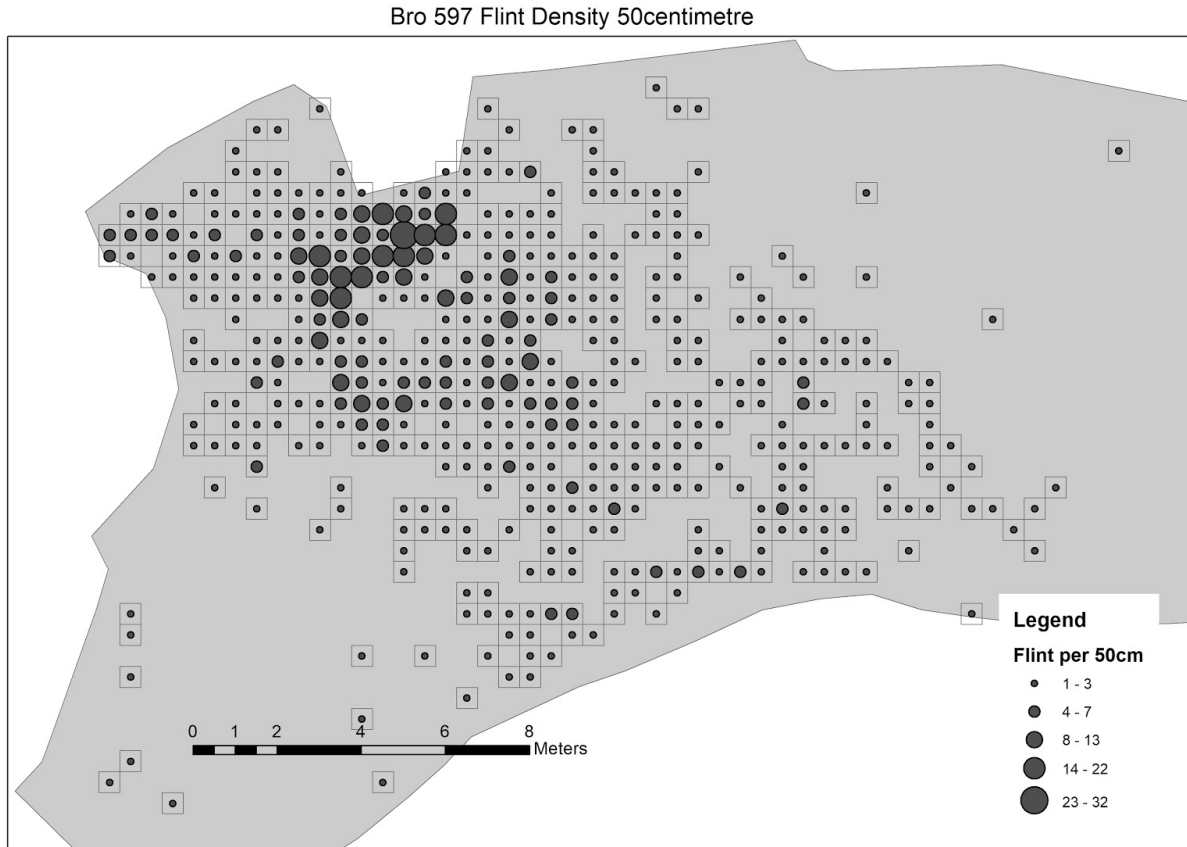 Bro 597 Flint Density 50centimetre
0 1 2 4 6 8
Meters
Legend
Flint per 50cm
1 - 3
4 - 7
8 - 13
14 - 22
23 - 32